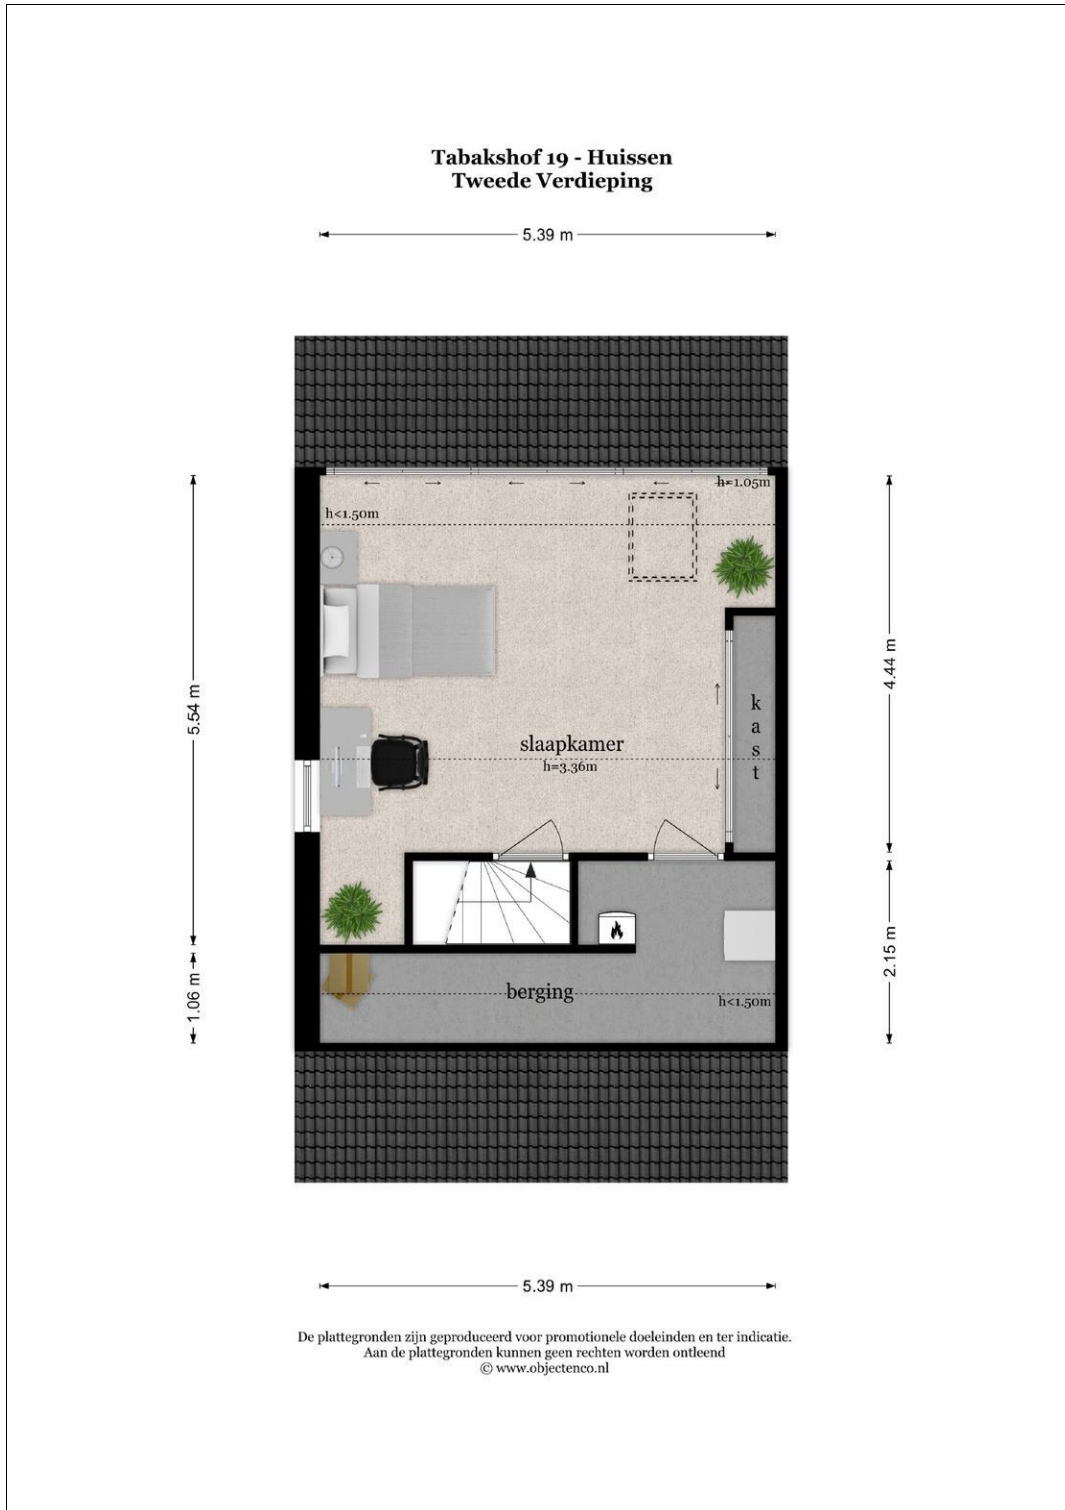 Tabakshof 19 - Huissen
Tweede Verdieping
5.39 m
h=1.05m
h<1.50m
5.54 m
4.44 m
kast
slaapkamer
h=3.36m
1.06 m
2.15 m
berging
h<1.50m
5.39 m
De plattegronden zijn geproduceerd voor promotionele doeleinden en ter indicatie.
Aan de plattegronden kunnen geen rechten worden ontleend
© www.objectenco.nl